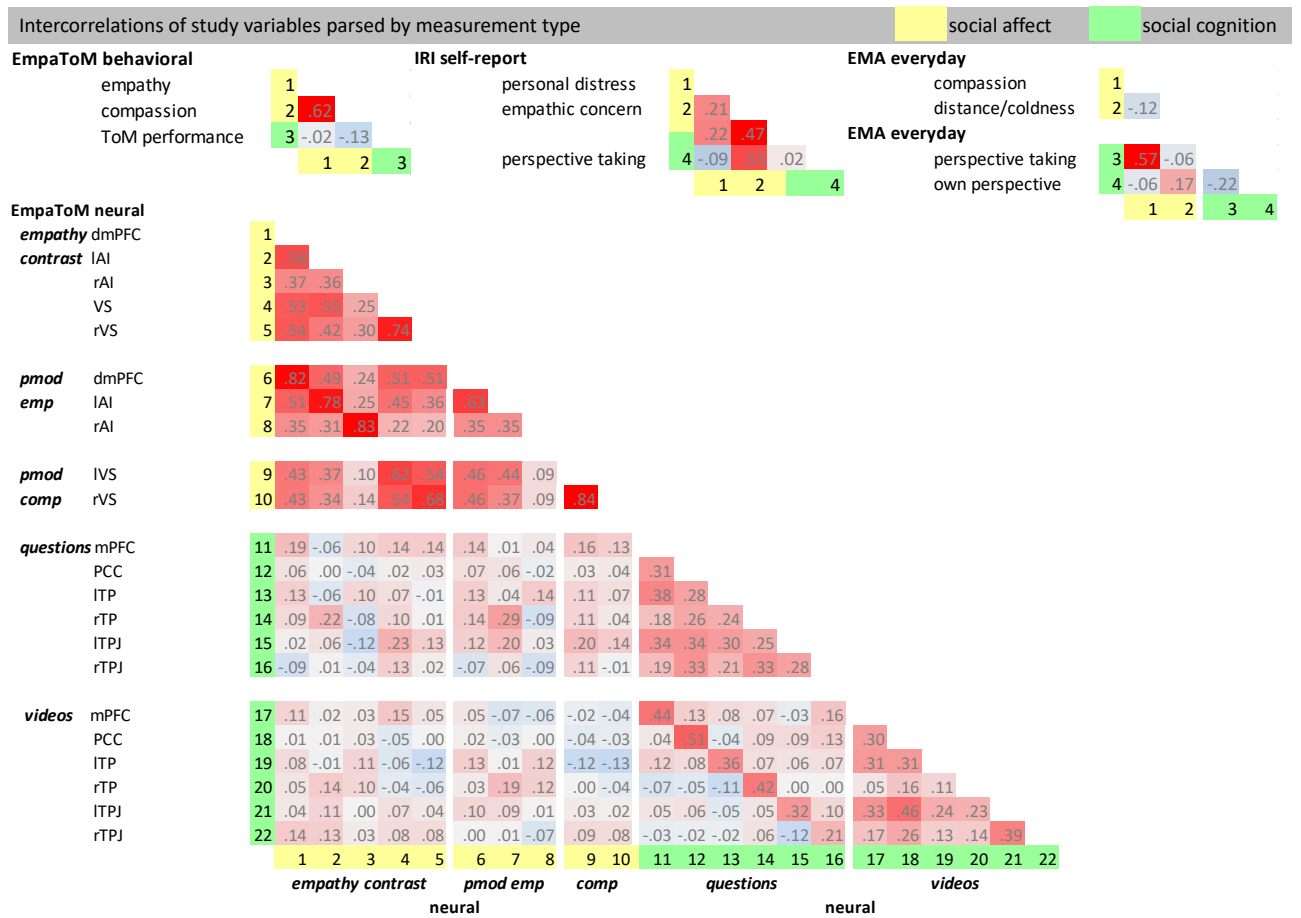 Intercorrelations of study variables parsed by measurement type social affect social cognition
EmpaToM behavioral IRI self-report EMA everyday
empathy 1 personal distress 1 compassion 1
compassion 2 .62 empathic concern 2 .21 distance/coldness 2 -.12
.22 .47 EMA everyday
ToM performance 3 -.02 -.13 perspective taking 4 -.09 .33 .02 perspective taking 3 .57 -.06
1 2 3 1 2 4 own perspective 4 -.06 .17 -.22
1 2 3 4
EmpaToM neural
empathy dmPFC 1
contrast lAI 2 .58
rAI 3 .37 .36
VS 4 .53 .55 .25
rVS 5 .54 .42 .30 .74
pmod dmPFC 6 .82 .49 .24 .51 .51
emp lAI 7 .51 .78 .25 .45 .36 .63
rAI 8 .35 .31 .83 .22 .20 .35 .35
pmod lVS 9 .43 .37 .10 .62 .54 .46 .44 .09
comp rVS 10 .43 .34 .14 .54 .68 .46 .37 .09 .84
questions mPFC 11 .19 -.06 .10 .14 .14 .14 .01 .04 .16 .13
PCC 12 .06 .00 -.04 .02 .03 .07 .06 -.02 .03 .04 .31
lTP 13 .13 -.06 .10 .07 -.01 .13 .04 .14 .11 .07 .38 .28
rTP 14 .09 .22 -.08 .10 .01 .14 .29 -.09 .11 .04 .18 .26 .24
lTPJ 15 .02 .06 -.12 .23 .13 .12 .20 .03 .20 .14 .34 .34 .30 .25
rTPJ 16 -.09 .01 -.04 .13 .02 -.07 .06 -.09 .11 -.01 .19 .33 .21 .33 .28
videos mPFC 17 .11 .02 .03 .15 .05 .05 -.07 -.06 -.02 -.04 .44 .13 .08 .07 -.03 .16
PCC 18 .01 .01 .03 -.05 .00 .02 -.03 .00 -.04 -.03 .04 .51 -.04 .09 .09 .13 .30
lTP 19 .08 -.01 .11 -.06 -.12 .13 .01 .12 -.12 -.13 .12 .08 .36 .07 .06 .07 .31 .31
rTP 20 .05 .14 .10 -.04 -.06 .03 .19 .12 .00 -.04 -.07 -.05 -.11 .42 .00 .00 .05 .16 .11
lTPJ 21 .04 .11 .00 .07 .04 .10 .09 .01 .03 .02 .05 .06 -.05 .05 .32 .10 .33 .46 .24 .23
rTPJ 22 .14 .13 .03 .08 .08 .00 .01 -.07 .09 .08 -.03 -.02 -.02 .06 -.12 .21 .17 .26 .13 .14 .39
1 2 3 4 5 6 7 8 9 10 11 12 13 14 15 16 17 18 19 20 21 22
empathy contrast pmod emp comp questions videos
neural neural